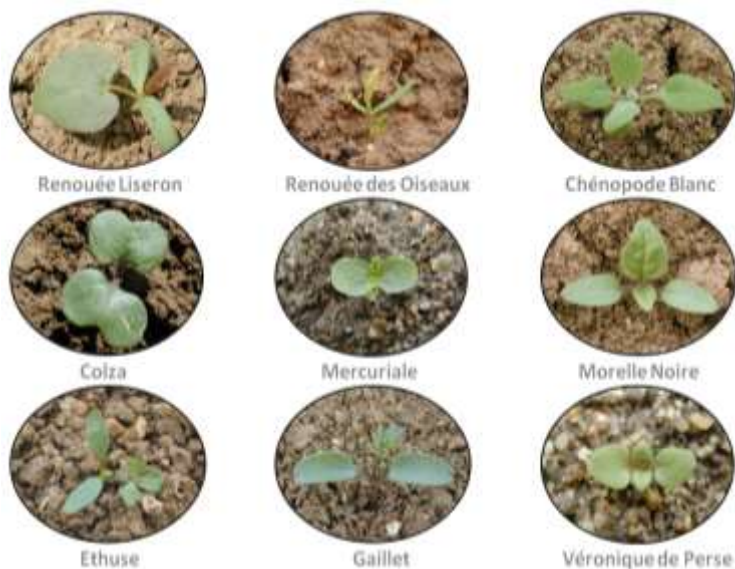 Renouée Liseron
Renouée des Oiseaux
Chénopode Blanc
Colza
Mercuriale
Morelle Noire
Ethuse
Gaillet
Véronique de Perse